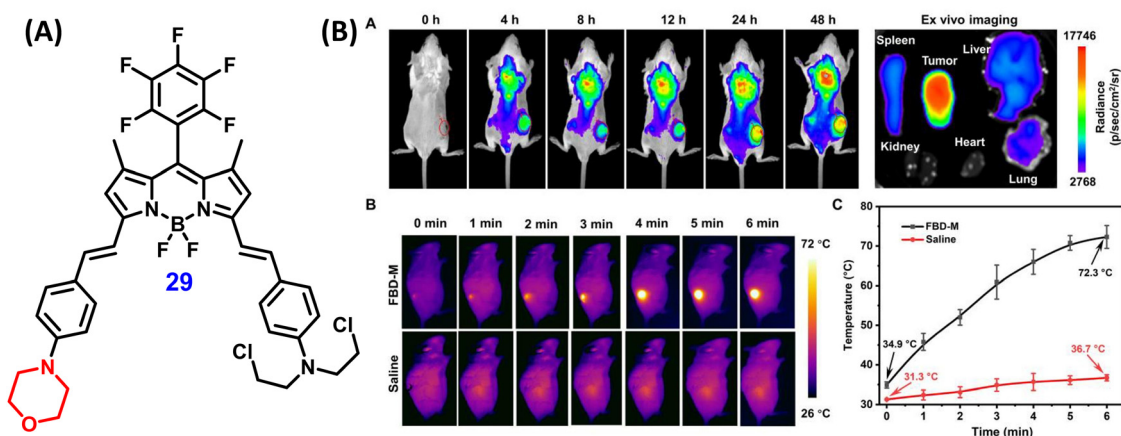 (A)
F
F
F
F
F
N
N
B
F
F
29
N
O
Cl
Cl
N
(B)
A
0 h
4 h
8 h
12 h
24 h
48 h
Ex vivo imaging
Spleen
Tumor
Liver
Kidney
Heart
Lung
17746
2768
Radiance
(p/sec/cm²/sr)
B
0 min
1 min
2 min
3 min
4 min
5 min
6 min
FBD-M
Saline
72 °C
26 °C
C
FBD-M
Saline
80
70
60
50
40
30
Temperature (°C)
34.9 °C
31.3 °C
72.3 °C
36.7 °C
0
1
2
3
4
5
6
Time (min)